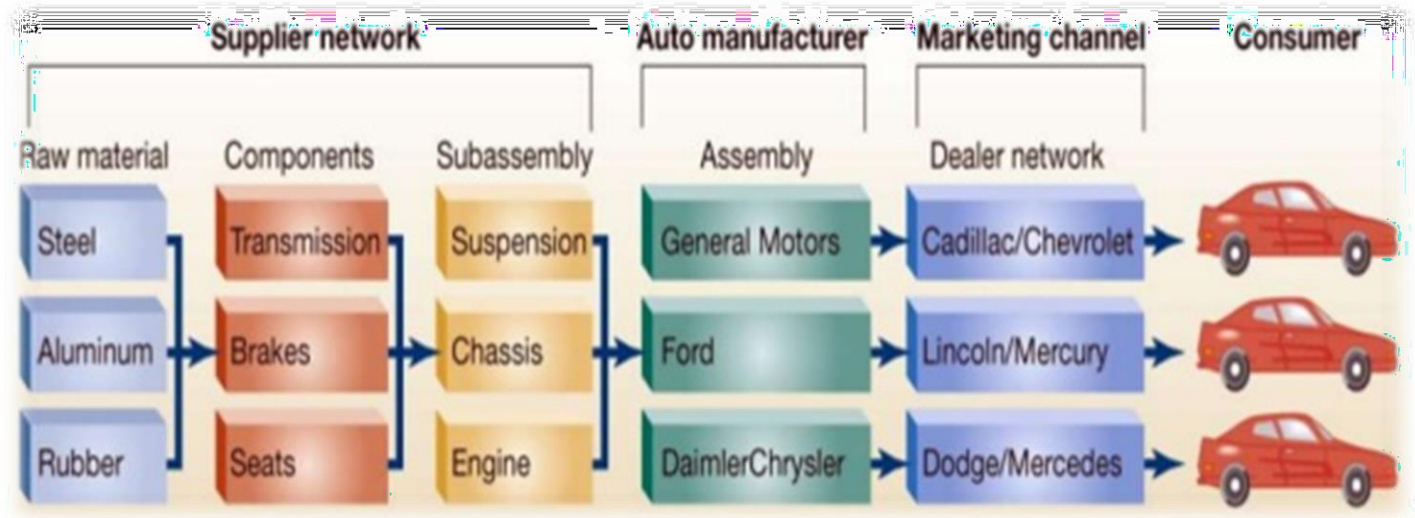 Supplier network Auto manufacturer Marketing channel Consumer
Raw material Components Subassembly Assembly Dealer network
Steel Transmission Suspension General Motors Cadillac/Chevrolet
Aluminum Brakes Chassis Ford Lincoln/Mercury
Rubber Seats Engine DaimlerChrysler Dodge/Mercedes